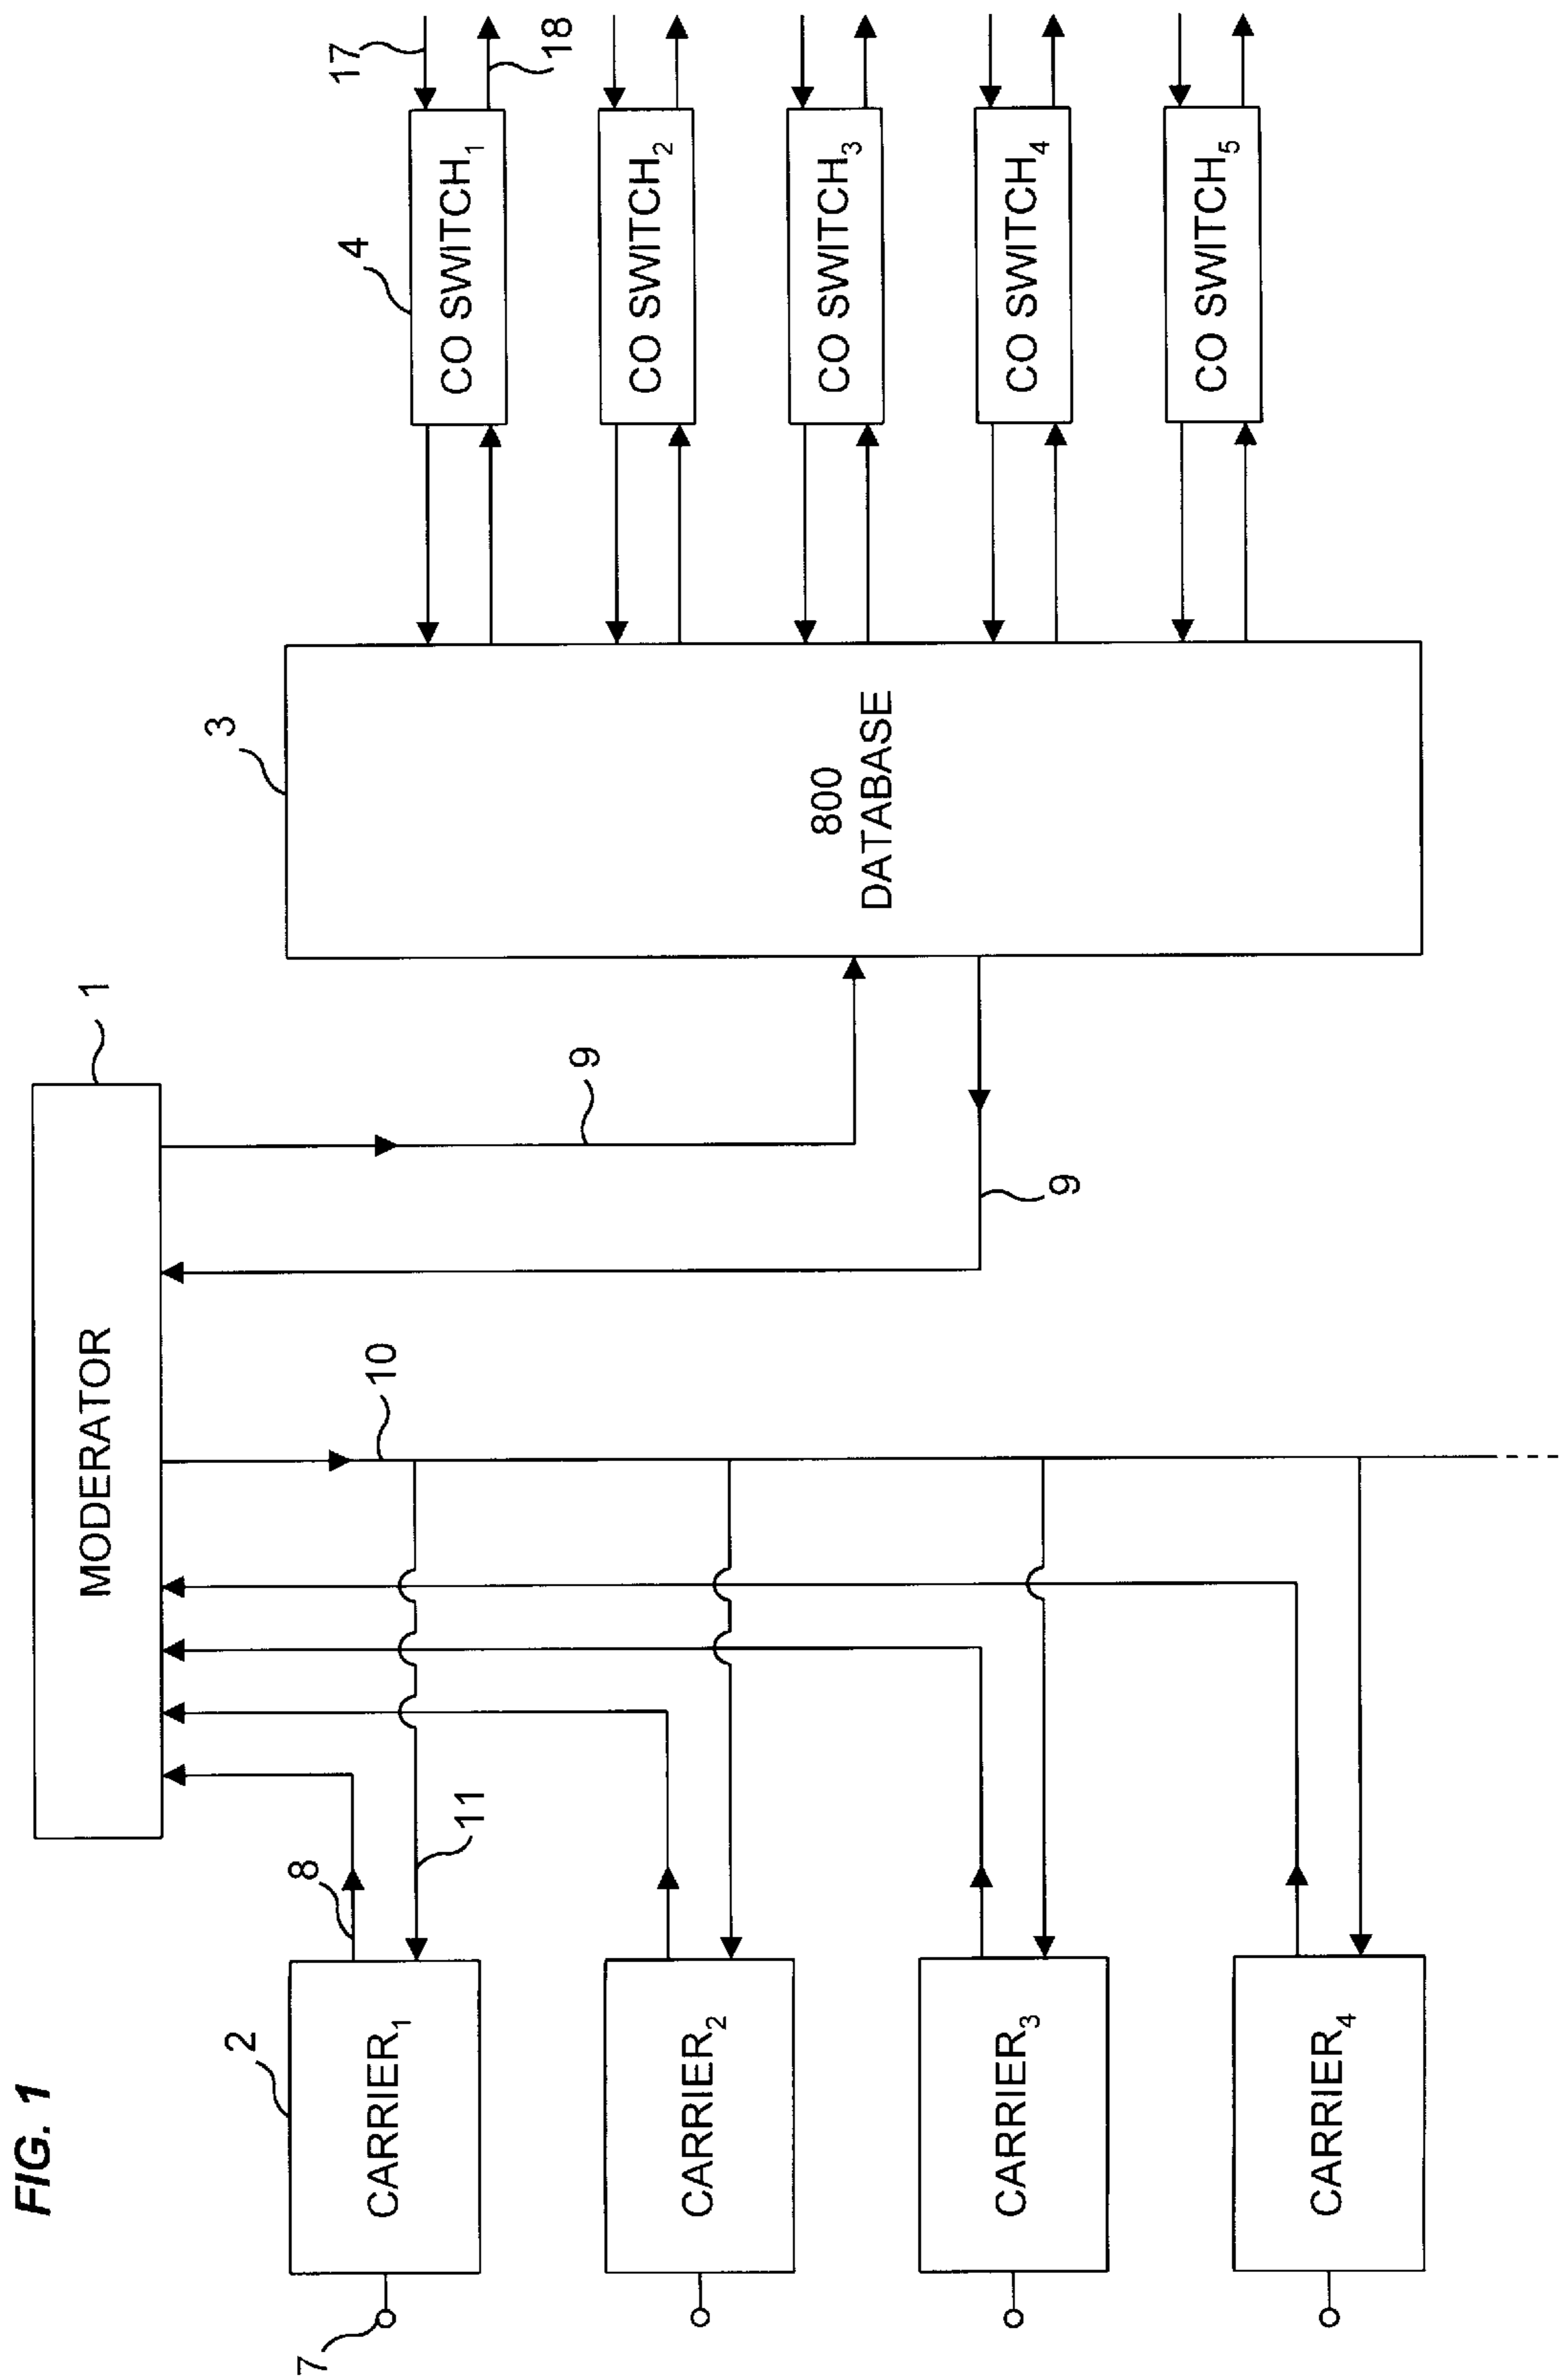 FIG. 1
MODERATOR
1
2
CARRIER1
7
8
11
10
9
9
CARRIER2
CARRIER3
CARRIER4
3
800
DATABASE
4
CO SWITCH1
17
18
CO SWITCH2
CO SWITCH3
CO SWITCH4
CO SWITCH5